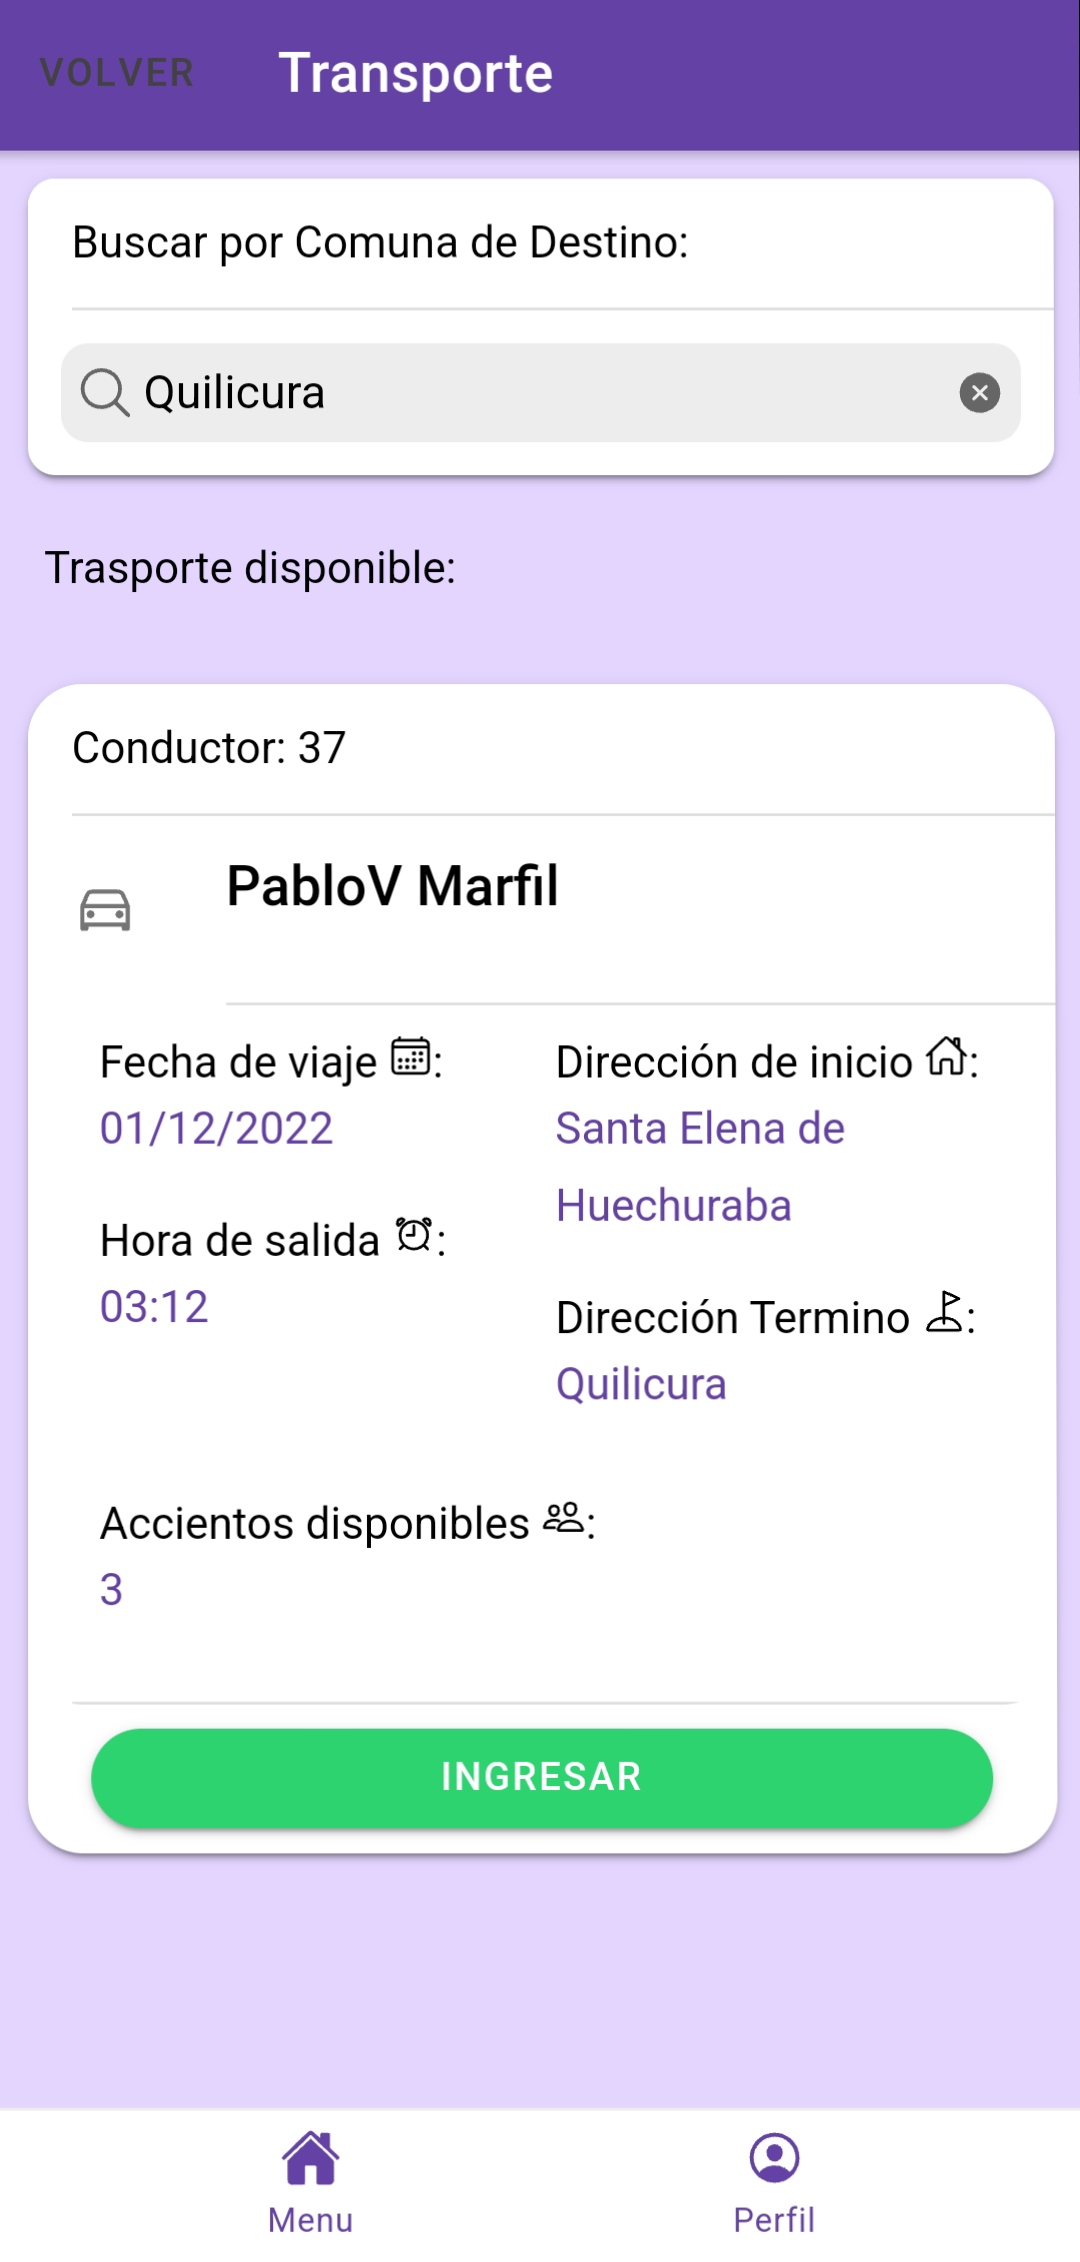 VOLVER Transporte
Buscar por Comuna de Destino:
Quilicura
Trasporte disponible:
Conductor: 37
PabloV Marfil
Fecha de viaje :
01/12/2022
Hora de salida :
03:12
Dirección de inicio :
Santa Elena de
Huechuraba
Dirección Termino :
Quilicura
Accientos disponibles :
3
INGRESAR
Menu
Perfil